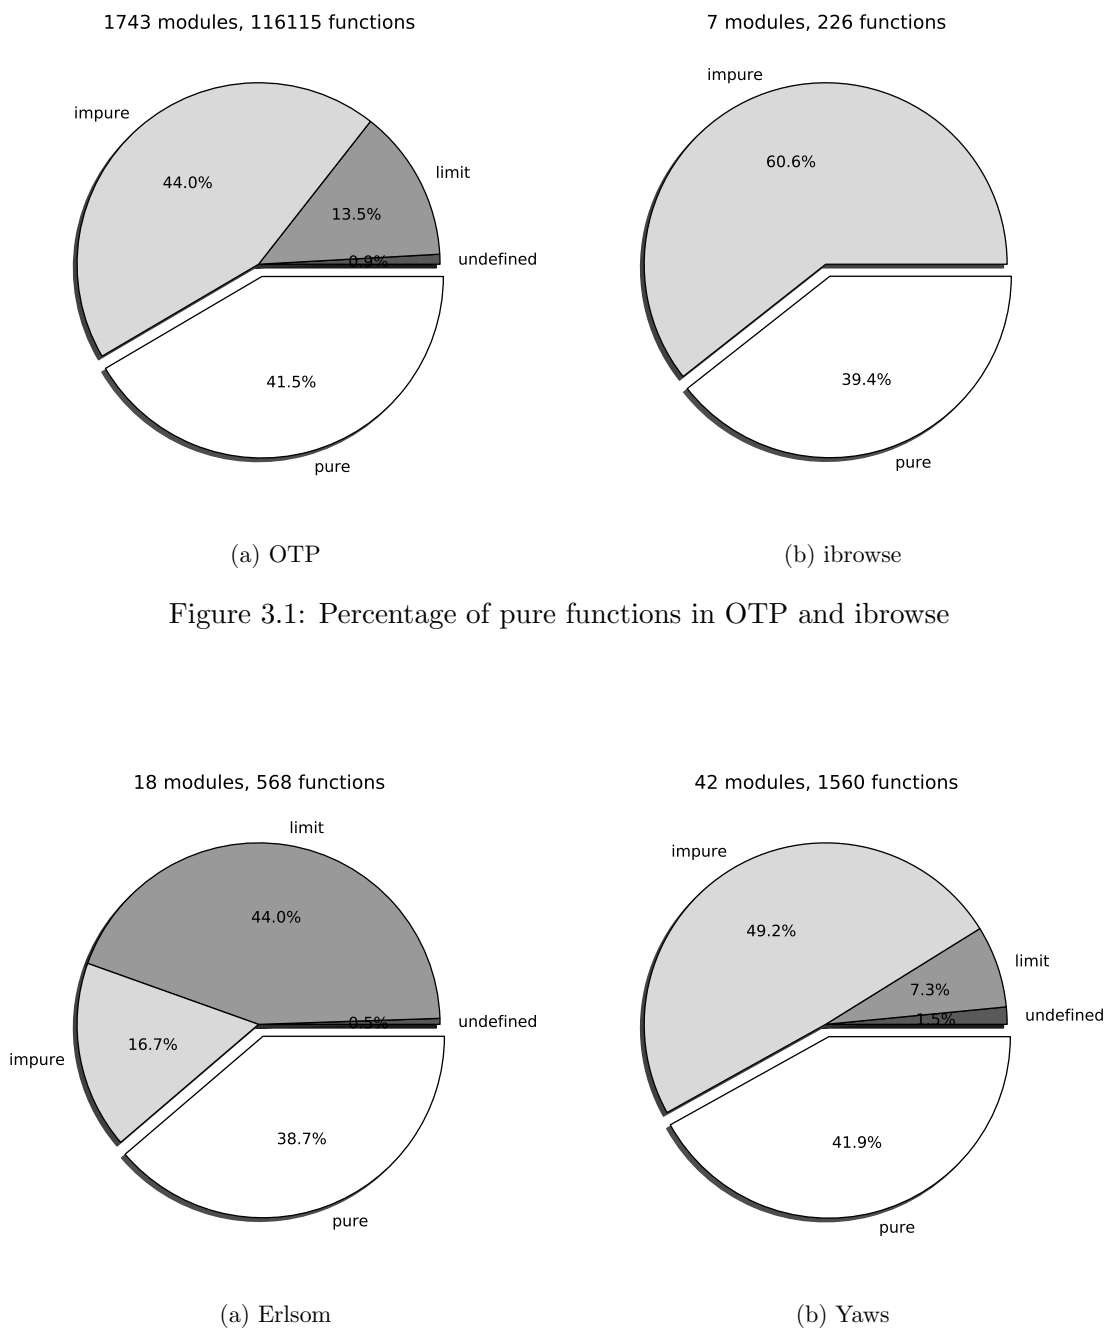 1743 modules, 116115 functions
impure
44.0%
limit
13.5%
0.9%
undefined
41.5%
pure
(a) OTP
7 modules, 226 functions
impure
60.6%
39.4%
pure
(b) ibrowse
Figure 3.1: Percentage of pure functions in OTP and ibrowse
18 modules, 568 functions
limit
44.0%
0.5%
undefined
16.7%
impure
38.7%
pure
(a) Erlsom
42 modules, 1560 functions
impure
49.2%
limit
7.3%
1.5%
undefined
41.9%
pure
(b) Yaws